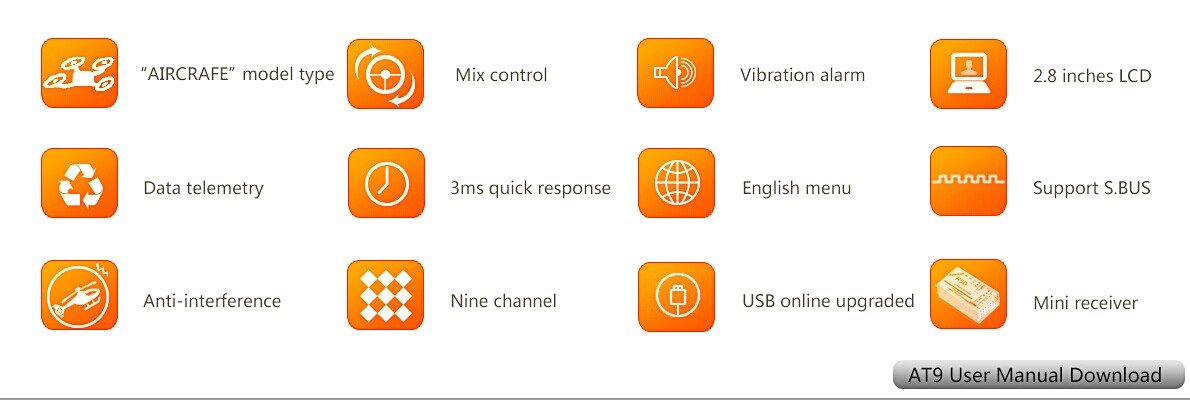 “AIRCRAFE” model type
Mix control
Vibration alarm
2.8 inches LCD
Data telemetry
3ms quick response
English menu
Support S.BUS
Anti-interference
Nine channel
USB online upgraded
Mini receiver
AT9 User Manual Download